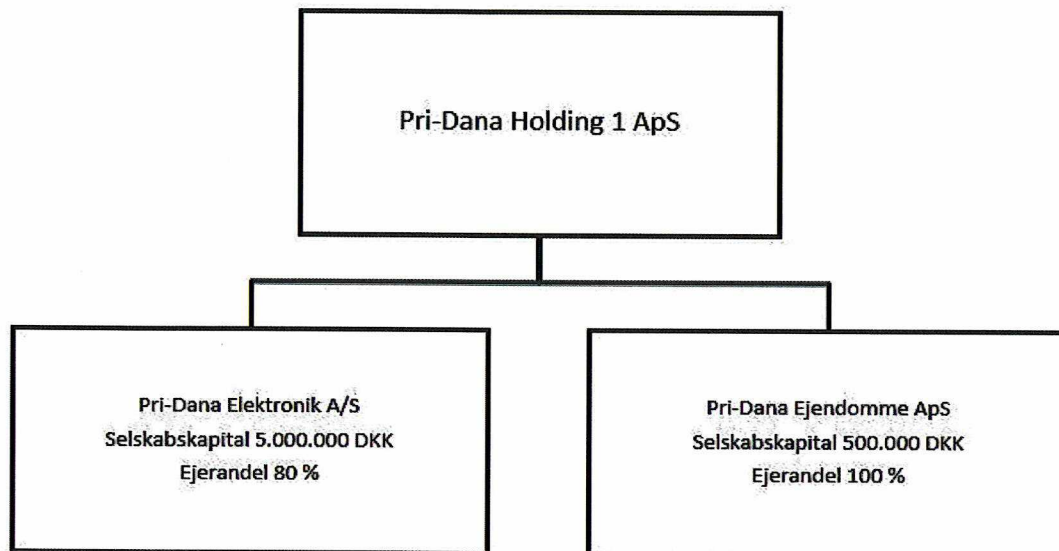 Pri-Dana Holding 1 ApS
Pri-Dana Elektronik A/S
Selskabskapital 5.000.000 DKK
Ejerandel 80 %
Pri-Dana Ejendomme ApS
Selskabskapital 500.000 DKK
Ejerandel 100 %